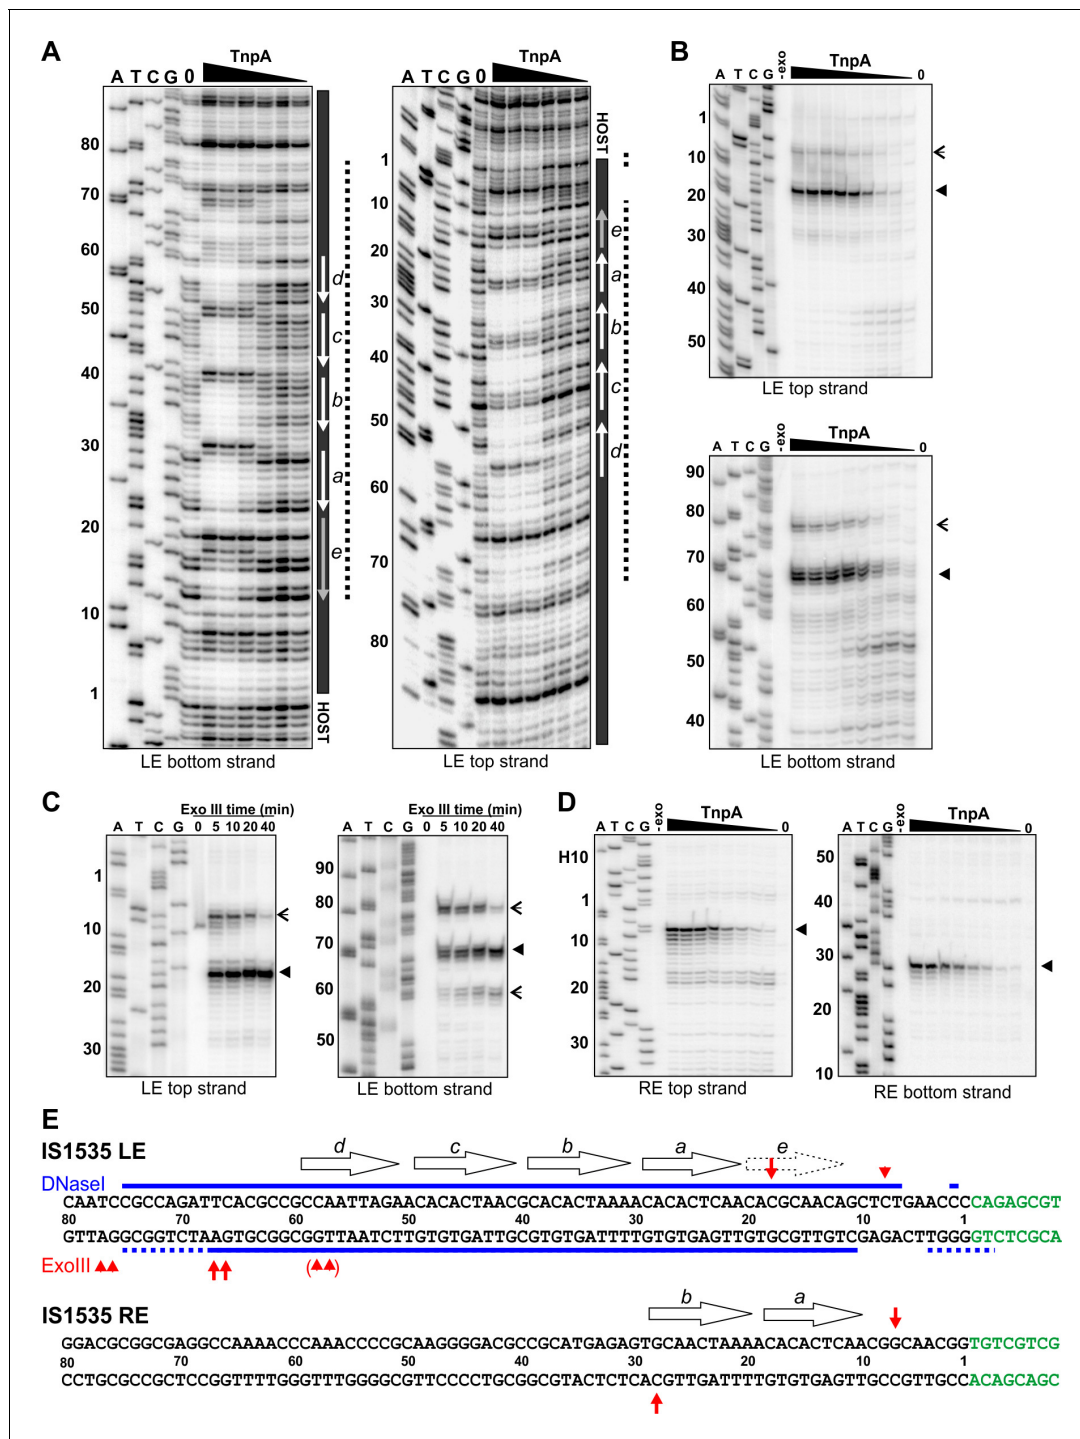 A
TnpA
A T C G 0
80
70
60
50
40
30
20
10
1
d
c
b
a
e
HOST
LE bottom strand
TnpA
A T C G 0
HOST
1
10
20
30
40
50
60
70
80
e
a
b
c
d
LE top strand
B
A T C G -exo TnpA 0
1
10
20
30
40
50
LE top strand
A T C G -exo TnpA 0
90
80
70
60
50
40
LE bottom strand
C
Exo III time (min)
A T C G 0 5 10 20 40
1
10
20
30
LE top strand
Exo III time (min)
A T C G 0 5 10 20 40
90
80
70
60
50
LE bottom strand
D
A T C G -exo TnpA 0
H10
1
10
20
30
RE top strand
A T C G -exo TnpA 0
50
40
30
20
10
RE bottom strand
E
IS1535 LE
d c b a e
DNaseI
CAATCCGCCAGATTCACGCCGCCAATTAGAACACACTAACGCACACTAAAACACACTCAACACGCAACAGCTCTGAACCCCAGAGCGT
80 70 60 50 40 30 20 10 1
GTTAGGCGGTCTAAGTGCGGCGGTTAATCTTGTGTGATTGCGTGTGATTTTGTGTGAGTTGTGCGTTGTCGAGACTTGGGGTCTCGCA
ExoIII
( )
IS1535 RE
b a
GGACGCGGCGAGGCCAAAACCCAAACCCCGCAAGGGGACGCCGCATGAGAGTGCAACTAAAACACACTCAACGGCAACGGTGTCGTCG
80 70 60 50 40 30 20 10 1
CCTGCGCCGCTCCGGTTTTGGGTTTGGGGCGTTCCCCTGCGGCGTACTCTCACGTTGATTTTGTGTGAGTTGCCGTTGCCACAGCAGC